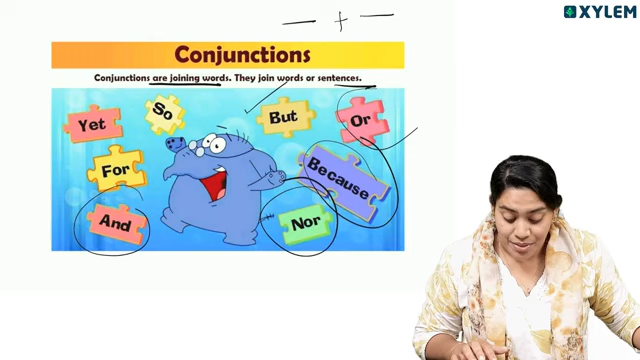 XYLEM
— + —
Conjunctions
Conjunctions are joining words. They join words or sentences.
Yet
So
But
Or
For
Because
And
Nor